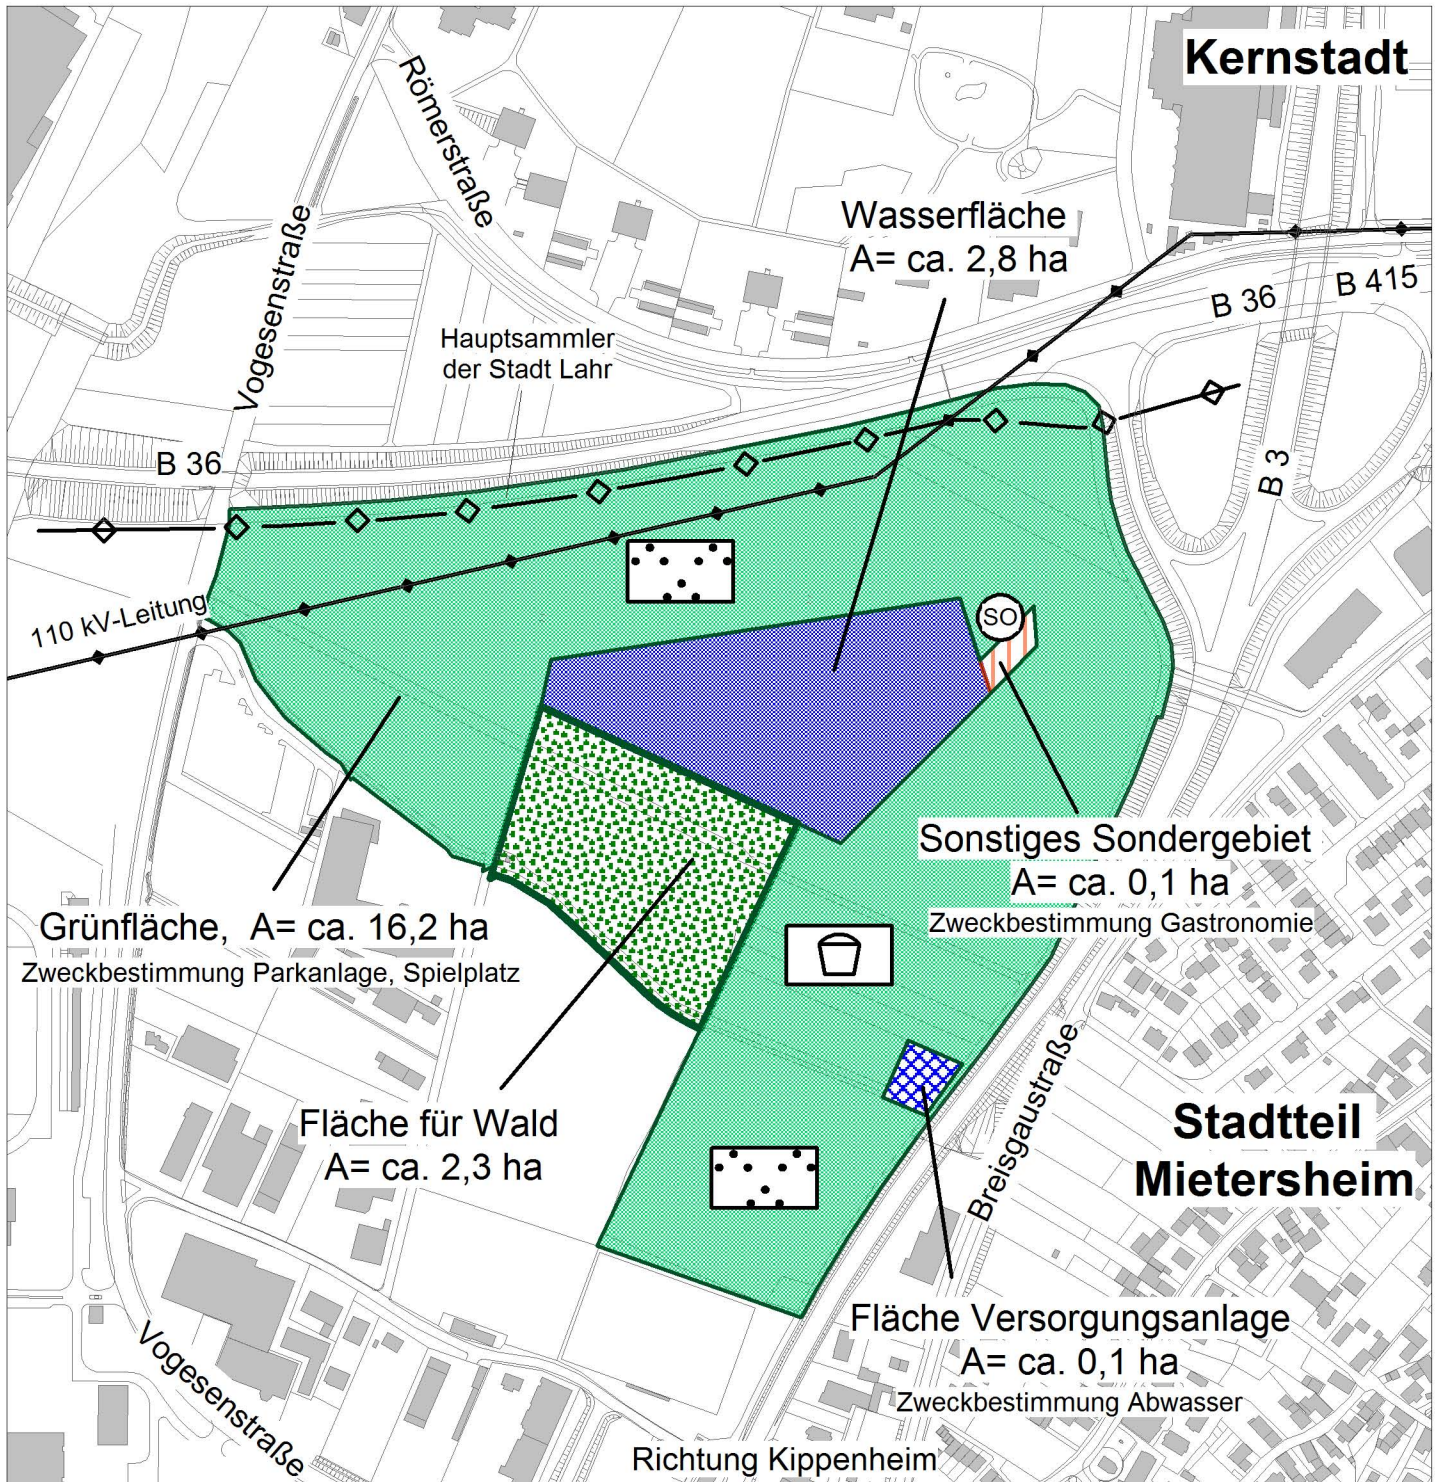 Kernstadt
Römerstraße
Vogesenstraße
Wasserfläche
A= ca. 2,8 ha
B 36
B 415
Hauptsammler
der Stadt Lahr
B 36
B 3
110 kV-Leitung
SO
Sonstiges Sondergebiet
A= ca. 0,1 ha
Zweckbestimmung Gastronomie
Grünfläche, A= ca. 16,2 ha
Zweckbestimmung Parkanlage, Spielplatz
Fläche für Wald
A= ca. 2,3 ha
Breisgaustraße
Stadtteil
Mietersheim
Fläche Versorgungsanlage
A= ca. 0,1 ha
Zweckbestimmung Abwasser
Vogesenstraße
Richtung Kippenheim